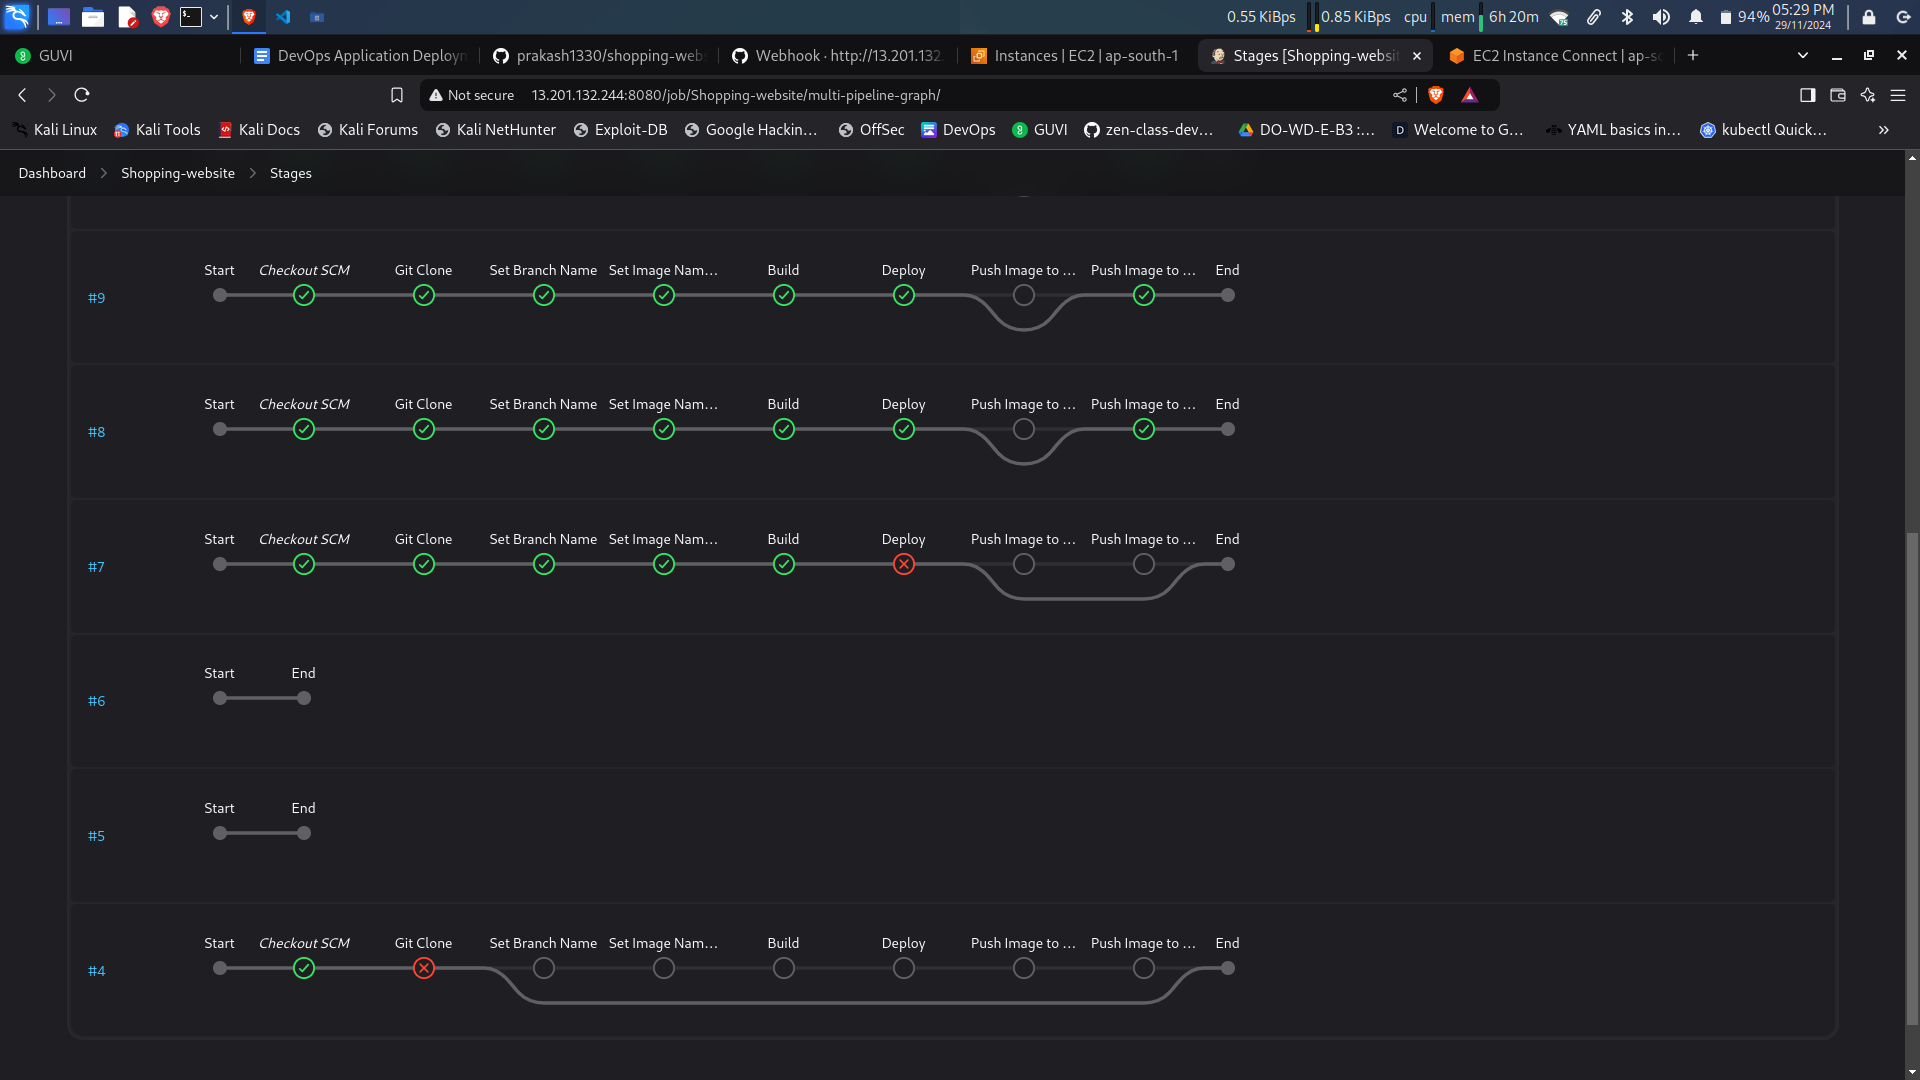 0.55 KiBps 0.85 KiBps cpu mem 6h 20m 94% 05:29 PM
29/11/2024
GUVI DevOps Application Deploym prakash1330/shopping-webs Webhook · http://13.201.132. Instances | EC2 | ap-south-1 Stages [Shopping-websit EC2 Instance Connect | ap-so
Not secure 13.201.132.244:8080/job/Shopping-website/multi-pipeline-graph/
Kali Linux Kali Tools Kali Docs Kali Forums Kali NetHunter Exploit-DB Google Hackin... OffSec DevOps GUVI zen-class-dev... DO-WD-E-B3 :... Welcome to G... YAML basics in... kubectl Quick... »
Dashboard > Shopping-website > Stages
Start Checkout SCM Git Clone Set Branch Name Set Image Nam... Build Deploy Push Image to ... Push Image to ... End
#9
Start Checkout SCM Git Clone Set Branch Name Set Image Nam... Build Deploy Push Image to ... Push Image to ... End
#8
Start Checkout SCM Git Clone Set Branch Name Set Image Nam... Build Deploy Push Image to ... Push Image to ... End
#7
Start End
#6
Start End
#5
Start Checkout SCM Git Clone Set Branch Name Set Image Nam... Build Deploy Push Image to ... Push Image to ... End
#4